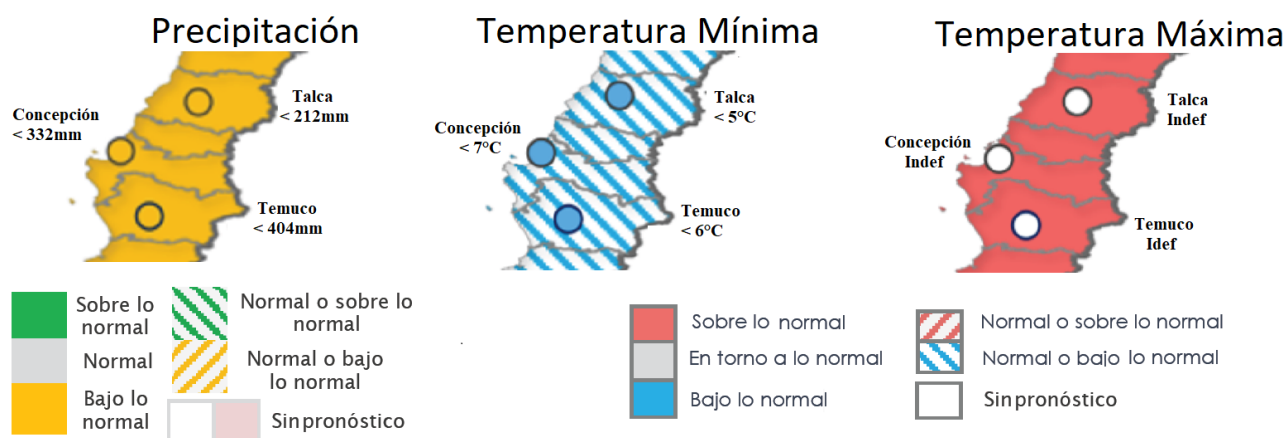 Precipitación
Temperatura Mínima
Temperatura Máxima
Concepción
< 332mm
Talca
< 212mm
Temuco
< 404mm
Concepción
< 7°C
Talca
< 5°C
Temuco
< 6°C
Concepción
Indef
Talca
Indef
Temuco
Idef
Sobre lo
normal
Normal
Bajo lo
normal
Normal o sobre lo
normal
Normal o bajo
lo normal
Sin pronóstico
Sobre lo normal
En torno a lo normal
Bajo lo normal
Normal o sobre lo normal
Normal o bajo lo normal
Sin pronóstico